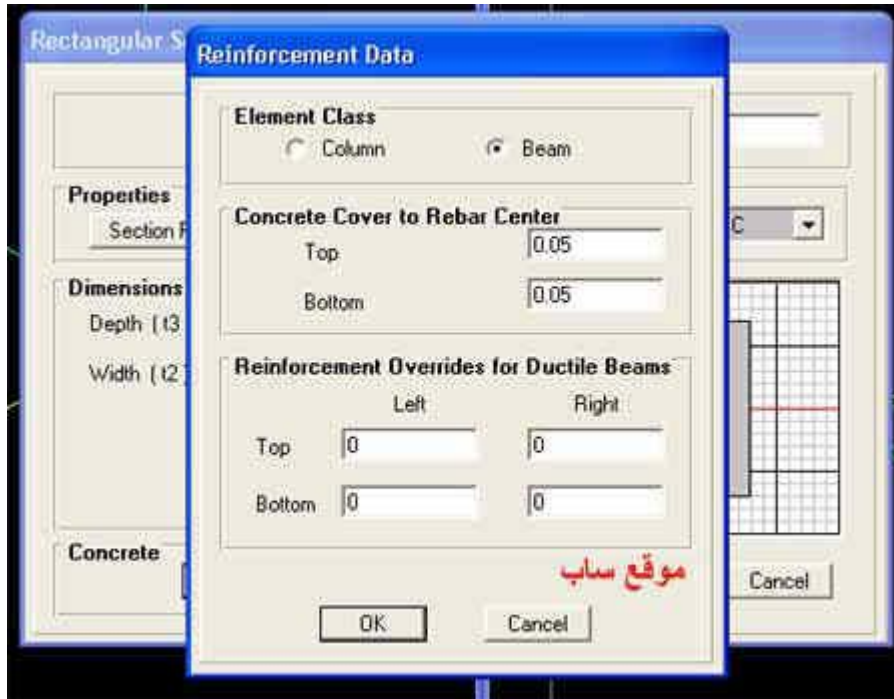 Rectangular S
Reinforcement Data
Element Class
Column Beam
Properties
Section
C
Concrete Cover to Rebar Center
Top 0.05
Bottom 0.05
Dimensions
Depth ( t3
Width ( t2 )
Reinforcement Overrides for Ductile Beams
Left Right
Top 0 0
Bottom 0 0
Concrete
موقع ساب
OK Cancel
Cancel